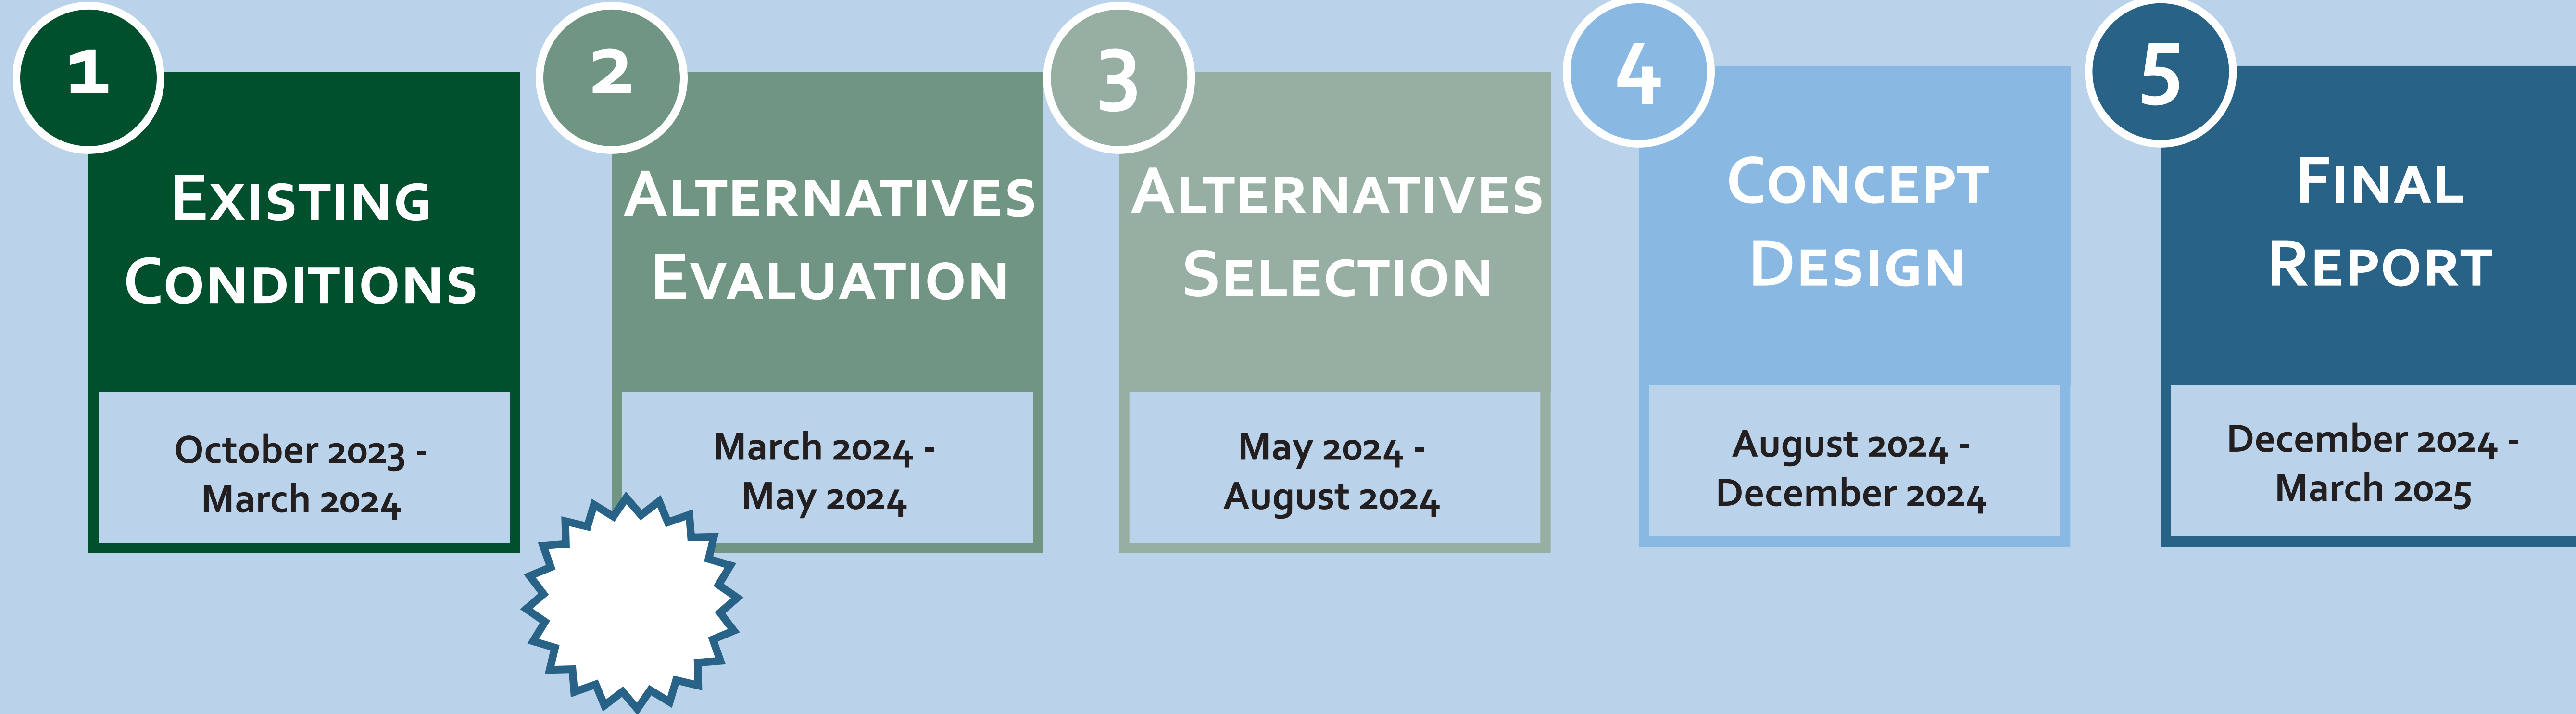 1
Existing
Conditions
October 2023 -
March 2024
2
Alternatives
Evaluation
March 2024 -
May 2024
3
Alternatives
Selection
May 2024 -
August 2024
4
Concept
Design
August 2024 -
December 2024
5
Final
Report
December 2024 -
March 2025